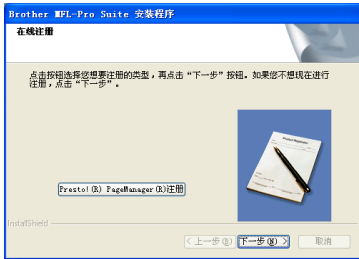 Brother MFL-Pro Suite 安装程序
在线注册
点击按钮选择您想要注册的类型，再点击“下一步”按钮。如果您不想现在进行
注册，点击“下一步”。
Presto!(R) PageManager(R)注册
InstallShield
< 上一步(B)
下一步(N) >
取消